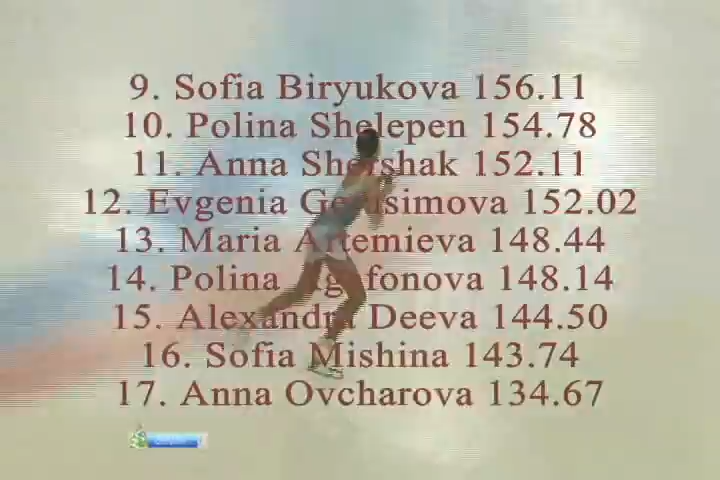 9. Sofia Biryukova 156.11
10. Polina Shelepen 154.78
11. Anna Shershak 152.11
12. Evgenia Gerasimova 152.02
13. Maria Artemieva 148.44
14. Polina Agafonova 148.14
15. Alexandra Deeva 144.50
16. Sofia Mishina 143.74
17. Anna Ovcharova 134.67